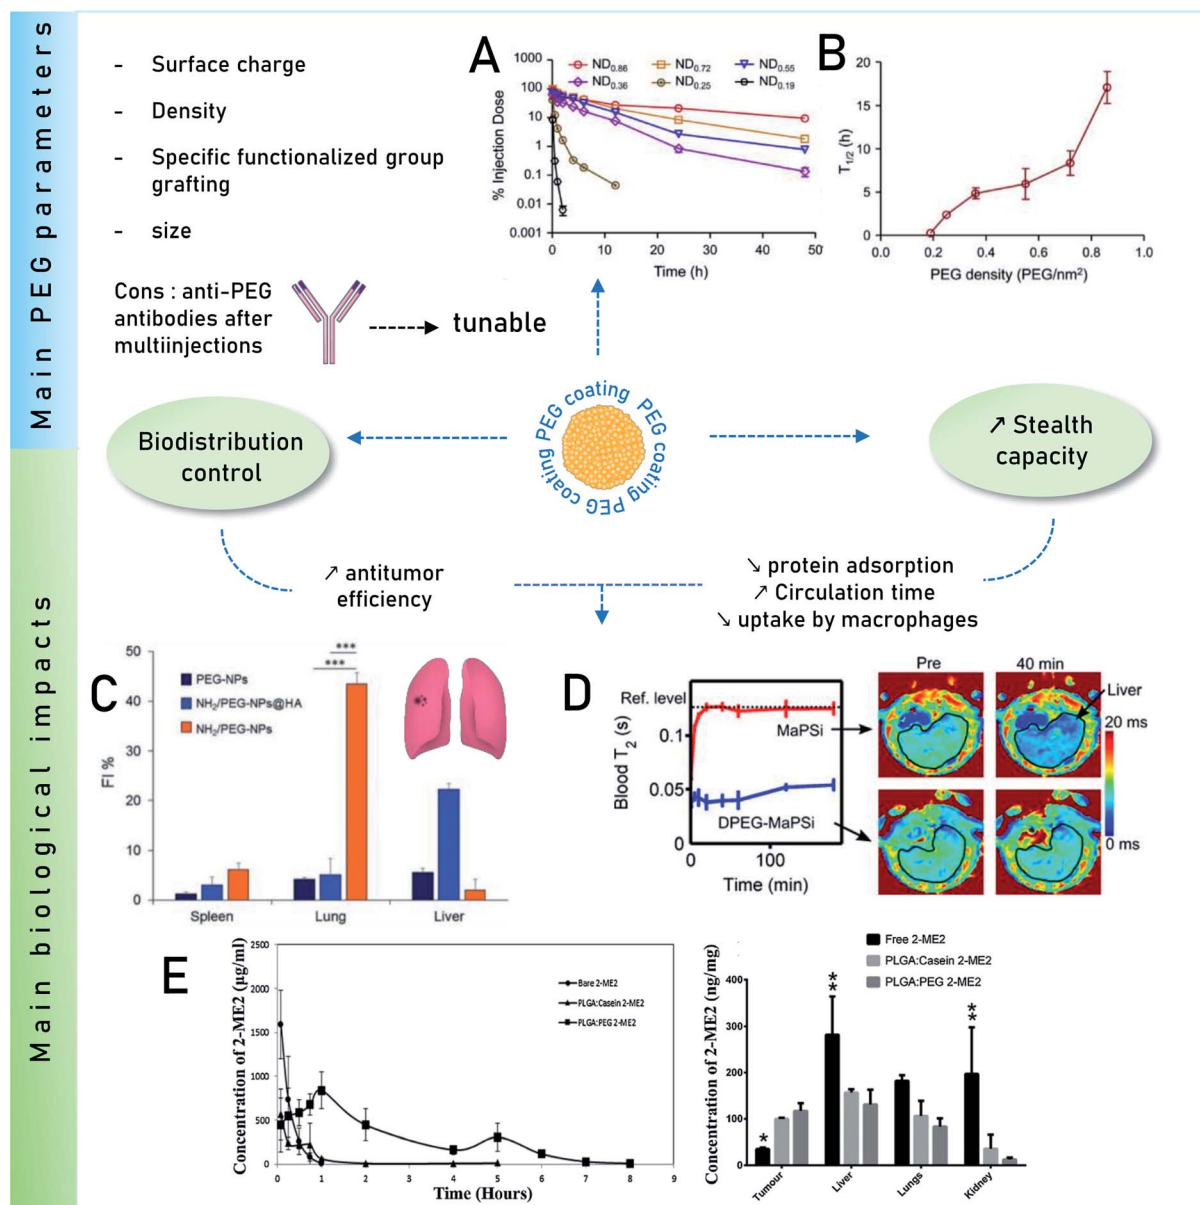 Main PEG parameters
Main biological impacts
- Surface charge
- Density
- Specific functionalized group
grafting
- size
Cons : anti-PEG
antibodies after
multiinjections
tunable
A
% Injection Dose
1000
100
10
1
0.1
0.01
0.001
ND0.86
ND0.72
ND0.55
ND0.36
ND0.25
ND0.19
0
10
20
30
40
50
Time (h)
B
T1/2 (h)
20
15
10
5
0
0.0
0.2
0.4
0.6
0.8
1.0
PEG density (PEG/nm²)
PEG coating PEG coating PEG coating PEG coating
Biodistribution
control
↗ Stealth
capacity
↗ antitumor
efficiency
↘ protein adsorption
↗ Circulation time
↘ uptake by macrophages
C
FI %
50
40
30
20
10
0
PEG-NPs
NH2/PEG-NPs@HA
NH2/PEG-NPs
***
***
Spleen
Lung
Liver
D
Blood T2 (s)
Ref. level
0.1
0.05
0
MaPSi
DPEG-MaPSi
0
100
Time (min)
Pre
40 min
Liver
20 ms
0 ms
E
Concentration of 2-ME2 (µg/ml)
2500
2000
1500
1000
500
0
Bare 2-ME2
PLGA:Casein 2-ME2
PLGA:PEG 2-ME2
0
1
2
3
4
5
6
7
8
9
Time (Hours)
Concentration of 2-ME2 (ng/mg)
400
300
200
100
0
Free 2-ME2
PLGA:Casein 2-ME2
PLGA:PEG 2-ME2
*
**
**
Tumour
Liver
Lungs
Kidney